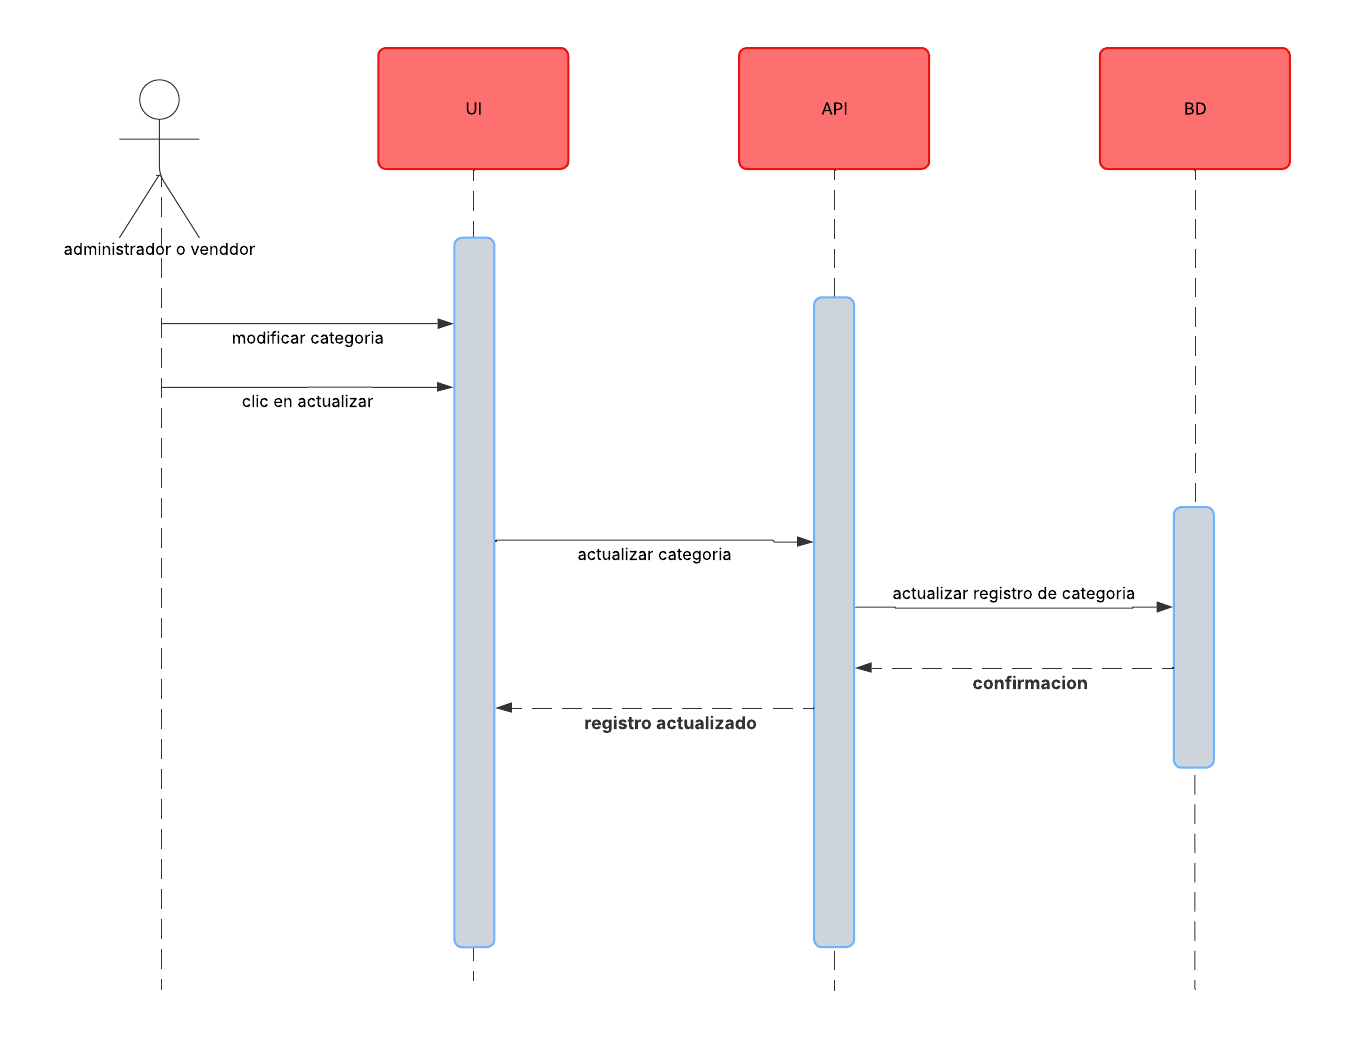 UI
API
BD
administrador o venddor
modificar categoria
clic en actualizar
actualizar categoria
actualizar registro de categoria
confirmacion
registro actualizado